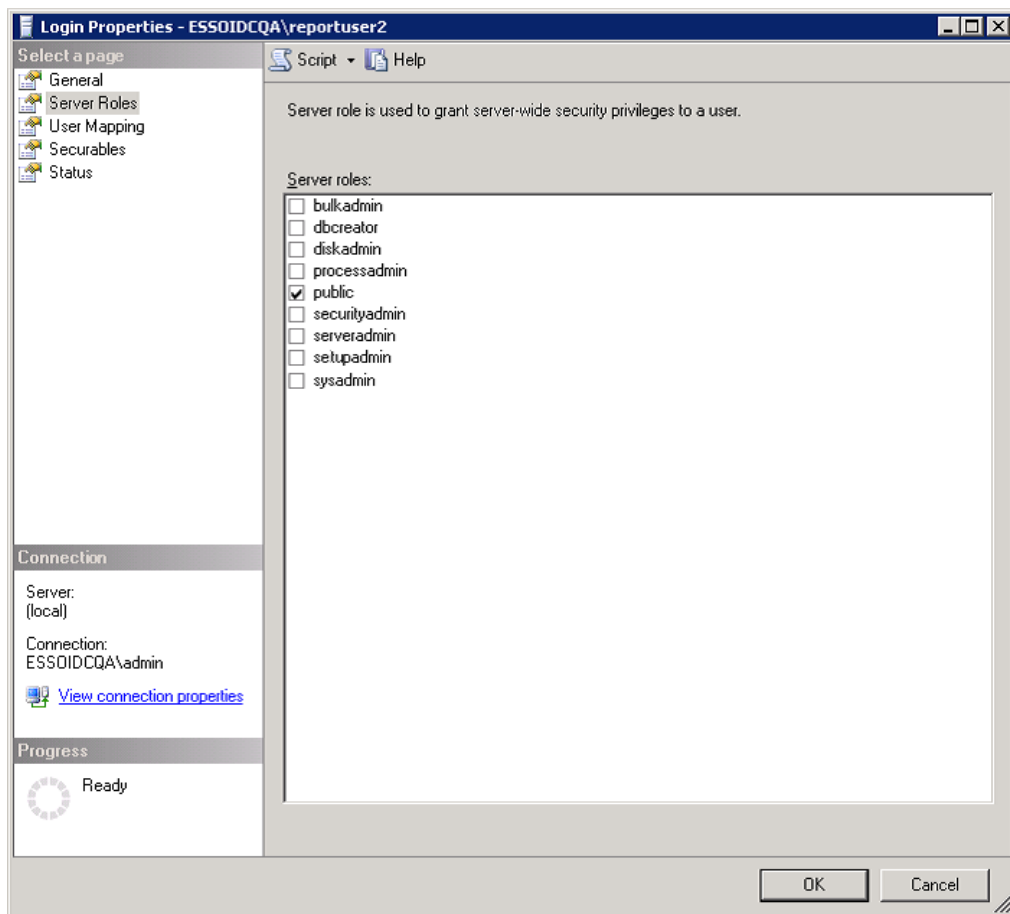 Login Properties - ESSOIDCQA\reportuser2
Select a page
General
Server Roles
User Mapping
Securables
Status
Script
Help
Server role is used to grant server-wide security privileges to a user.
Server roles:
bulkadmin
dbcreator
diskadmin
processadmin
public
securityadmin
serveradmin
setupadmin
sysadmin
Connection
Server:
(local)
Connection:
ESSOIDCQA\admin
View connection properties
Progress
Ready
OK
Cancel